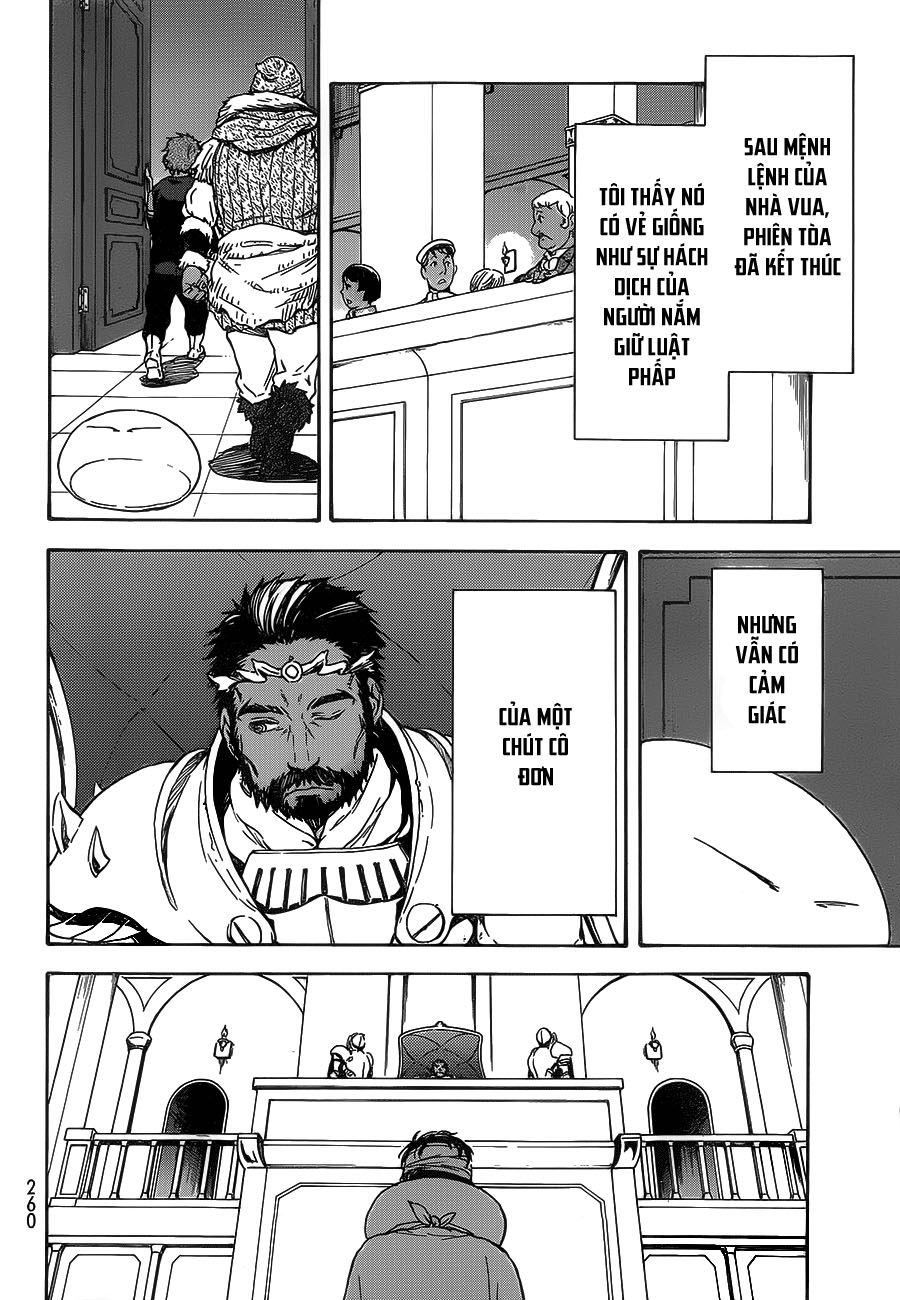 SAU MỆNH
LỆNH CỦA
NHÀ VUA,
PHIÊN TÒA
ĐÃ KẾT THÚC
TÔI THẤY NÓ
CÓ VẺ GIỐNG
NHƯ SỰ HÁCH
DỊCH CỦA
NGƯỜI NẮM
GIỮ LUẬT
PHẤP
NHƯNG
VẪN CÓ
CẢM
GIÁC
CỦA MỘT
CHÚT CÔ
ĐƠN
260